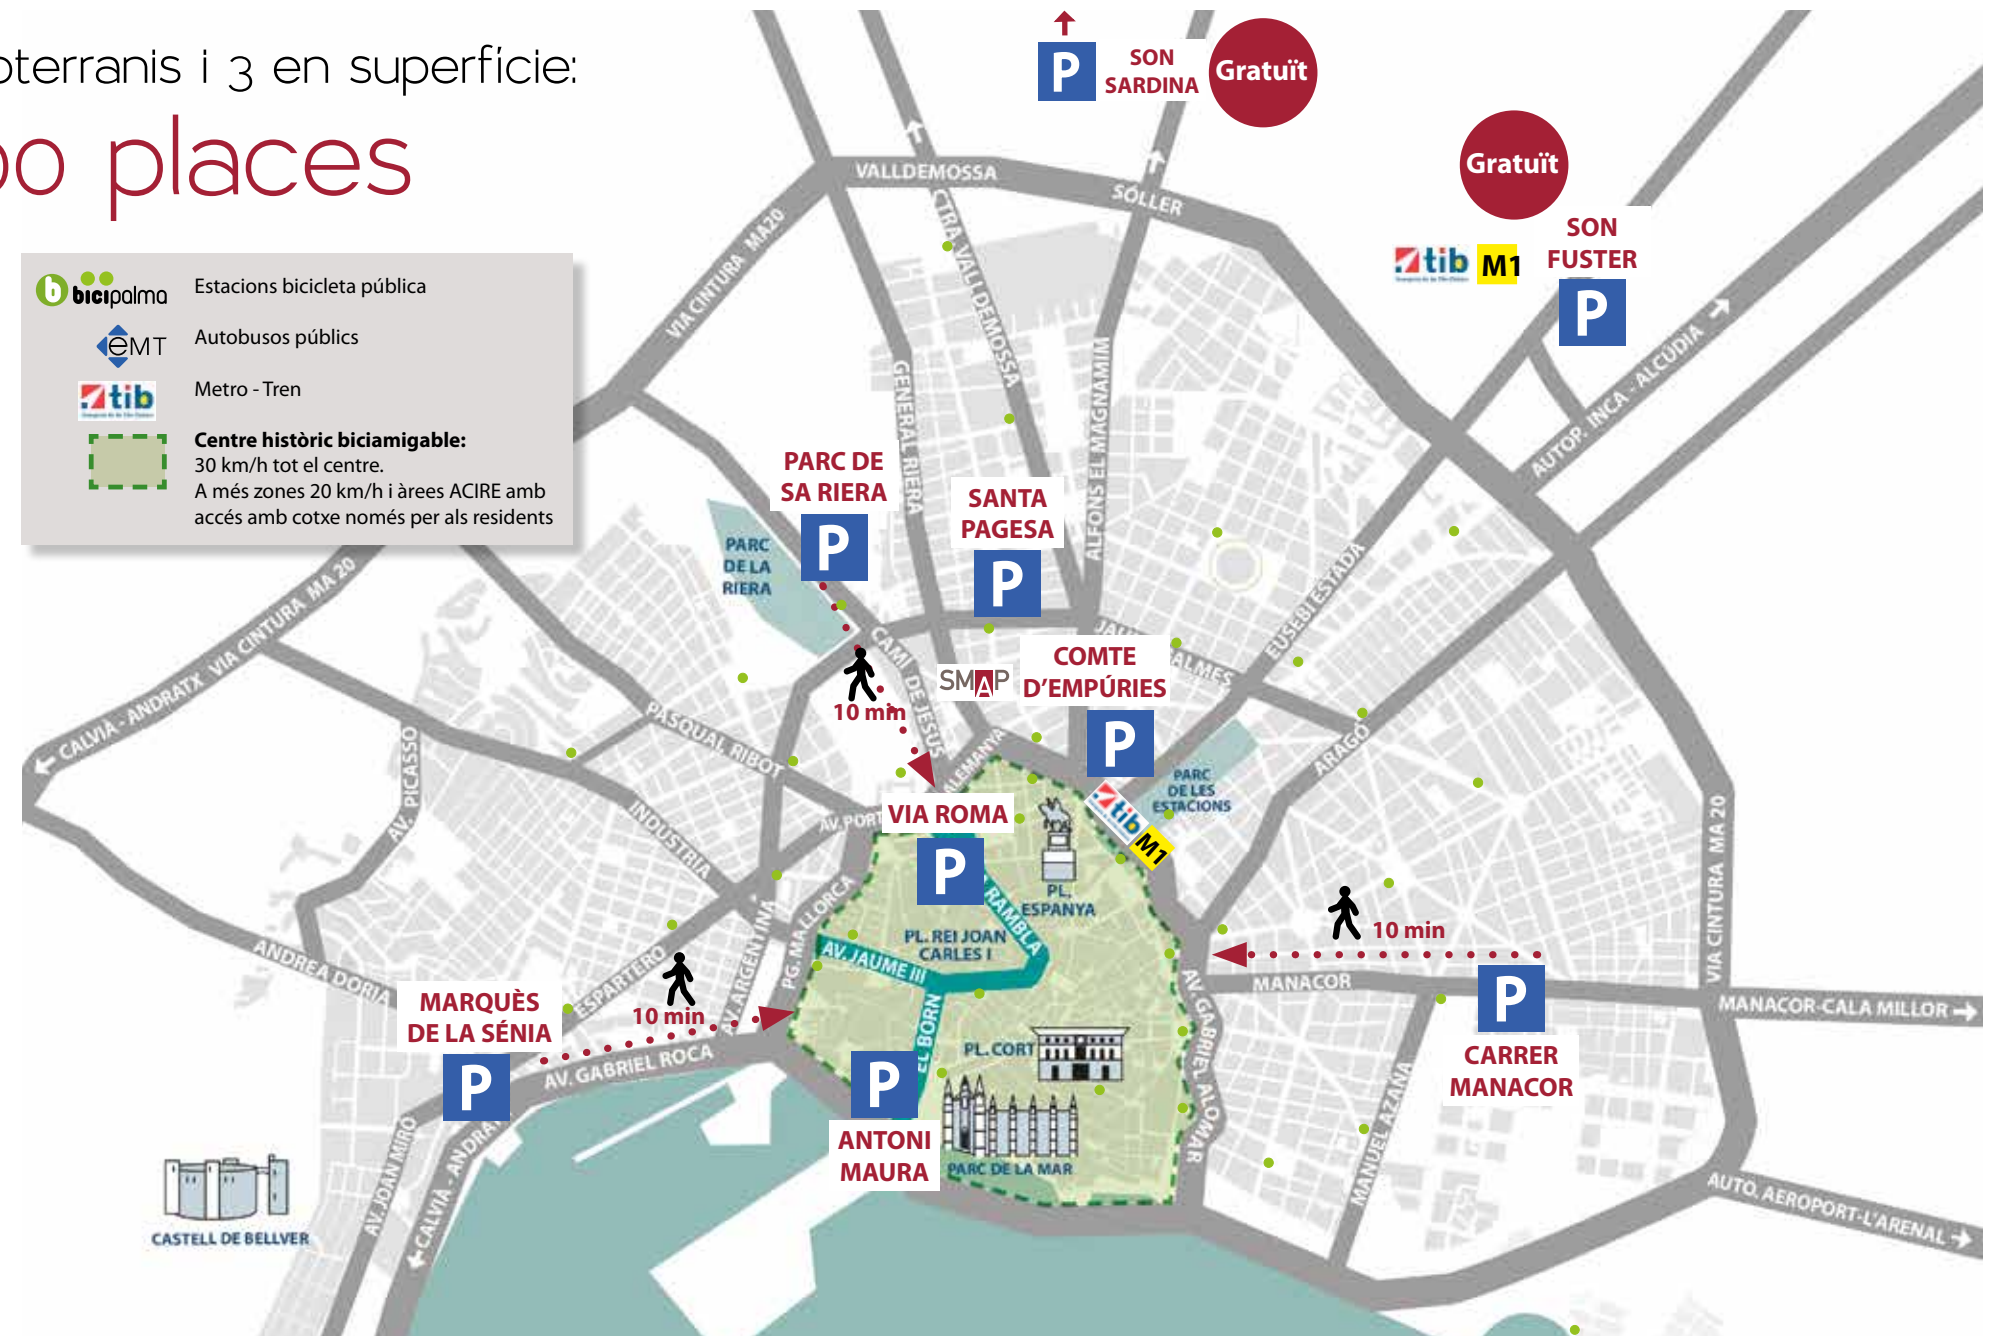 i 3 en superfície:
places
bicipalma
Estacions bicicleta pública
eMT
Autobusos públics
tib
Metro - Tren
Centre històric biciamigable:
30 km/h tot el centre.
A més zones 20 km/h i àrees ACIRE amb
accés amb cotxe només per als residents
P
SON
SARDINA
Gratuït
Gratuït
SON
FUSTER
tib
M1
P
VALLDEMOSSA
SÓLLER
CTRA. VALLDEMOSSA
VIA CINTURA MA20
GENERAL RIERA
ALFONS EL MAGNAMIM
AUTOP. INCA - ALCÚDIA
PARC DE
SA RIERA
P
SANTA
PAGESA
P
PARC
DE LA
RIERA
EUSEBI ESTADA
CALVIÀ - ANDRATX
VIA CINTURA MA 20
CAMÍ DE JESÚS
SMAP
COMTE
D'EMPÚRIES
P
10 min
PASQUAL RIBOT
AV. PICASSO
INDUSTRIA
ALEMANYA
ARAGÓ
PARC
DE LES
ESTACIONS
tib
M1
VIA ROMA
P
PL.
ESPANYA
RAMBLA
PL. REI JOAN
CARLES I
AV. JAUME III
EL BORN
PG. MALLORCA
AV. ARGENTINA
ESPARTERO
ANDREA DORIA
10 min
MANACOR
P
CARRER
MANACOR
MANACOR-CALA MILLOR
VIA CINTURA MA 20
MARQUÈS
DE LA SÉNIA
P
10 min
AV. GABRIEL ROCA
PL. CORT
AV. GABRIEL ALOMAR
P
ANTONI
MAURA
PARC DE LA MAR
MANUEL AZAÑA
AV. JOAN MIRÓ
CASTELL DE BELLVER
AUTO. AEROPORT-L'ARENAL